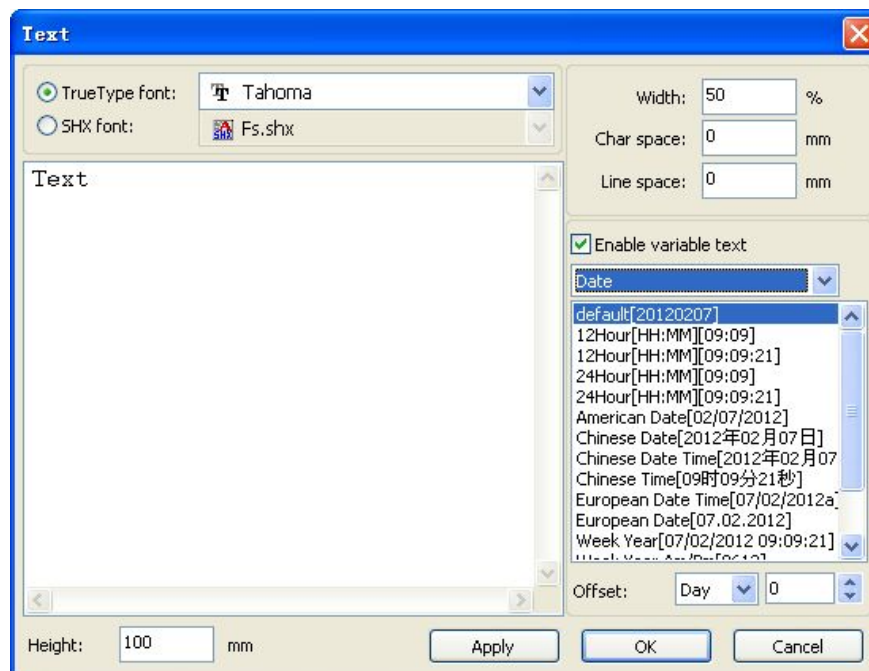 Text
TrueType font:
Tahoma
SHX font:
Fs.shx
Width: 50 %
Char space: 0 mm
Line space: 0 mm
Text
Enable variable text
Date
default[20120207]
12Hour[HH:MM][09:09]
12Hour[HH:MM][09:09:21]
24Hour[HH:MM][09:09]
24Hour[HH:MM][09:09:21]
American Date[02/07/2012]
Chinese Date[2012年02月07日]
Chinese Date Time[2012年02月07
Chinese Time[09时09分21秒]
European Date Time[07/02/2012a]
European Date[07.02.2012]
Week Year[07/02/2012 09:09:21]
Offset: Day 0
Height: 100 mm
Apply
OK
Cancel